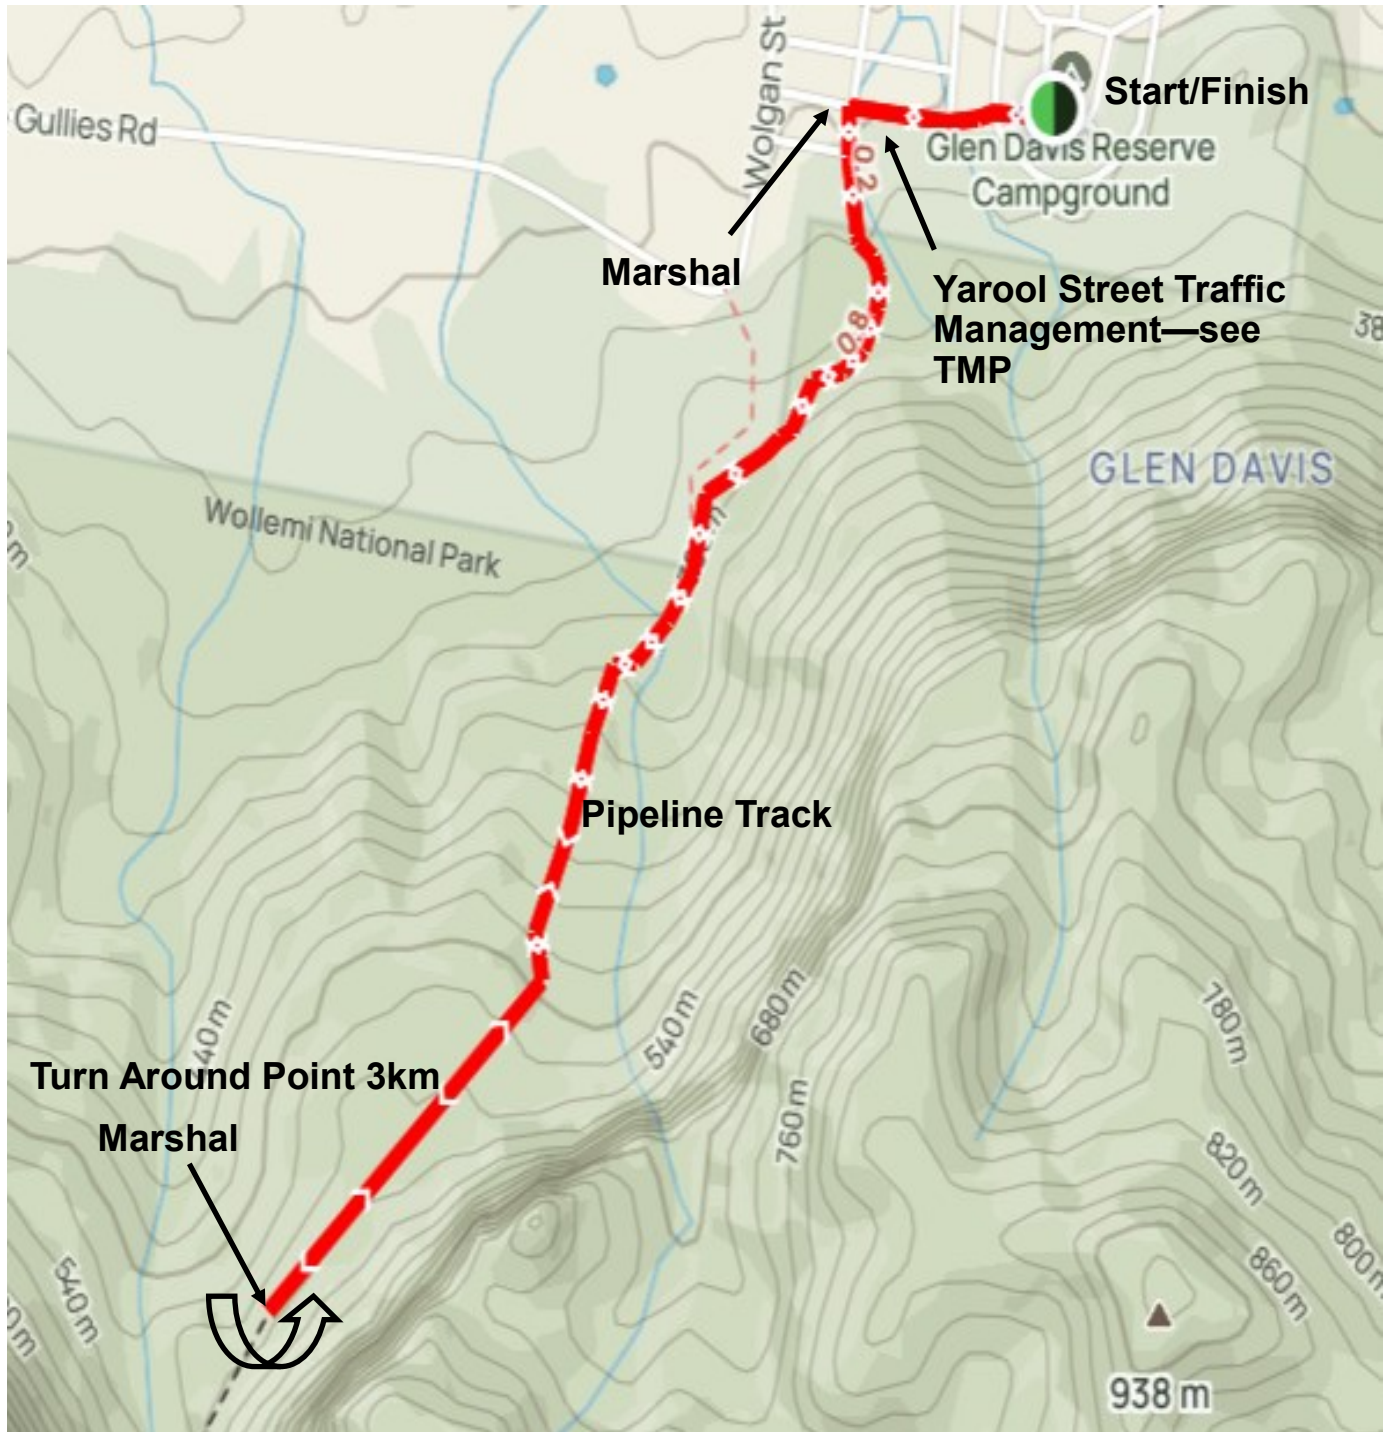 Wolgan St
Start/Finish
Gullies Rd
Glen Davis Reserve
Campground
0.2
Marshal
Yarool Street Traffic
Management—see
TMP
0.8
38
GLEN DAVIS
Wollemi National Park
Pipeline Track
540 m
680 m
780 m
Turn Around Point 3km
Marshal
760 m
820 m
800 m
860 m
540 m
938 m